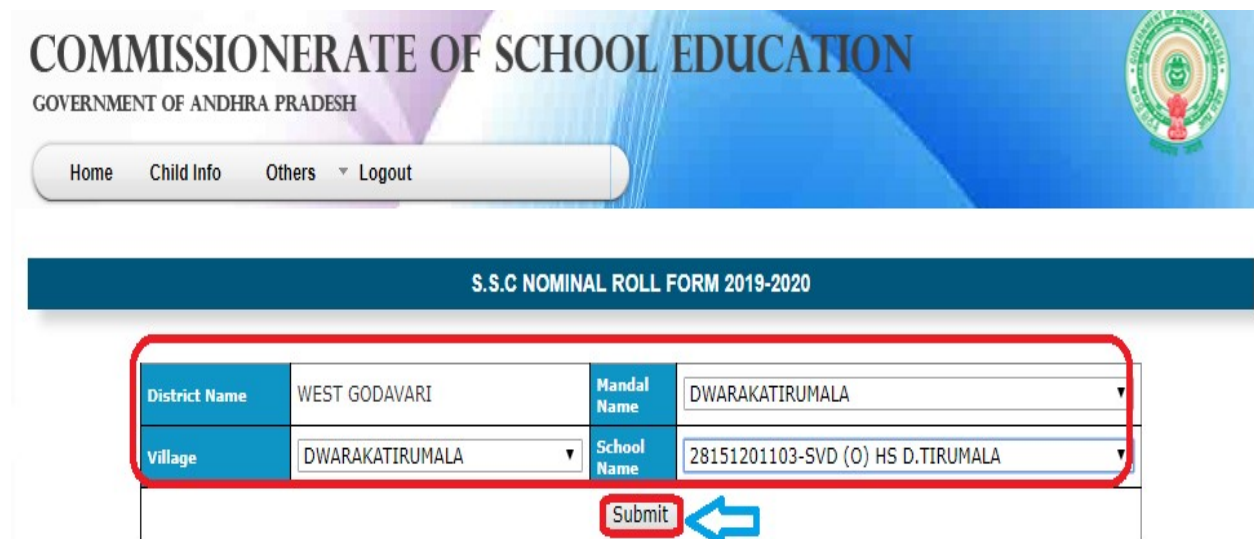 COMMISSIONERATE OF SCHOOL EDUCATION
GOVERNMENT OF ANDHRA PRADESH
Home Child Info Others Logout
S.S.C NOMINAL ROLL FORM 2019-2020
District Name WEST GODAVARI Mandal Name DWARAKATIRUMALA
Village DWARAKATIRUMALA School Name 28151201103-SVD (O) HS D.TIRUMALA
Submit